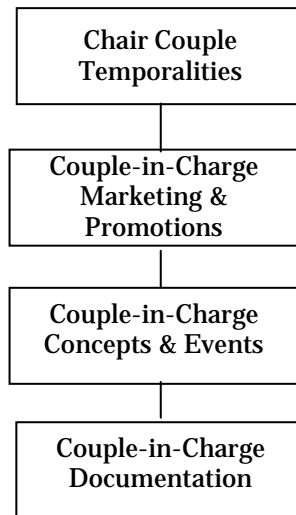 Chair Couple
Temporalities
Couple-in-Charge
Marketing &
Promotions
Couple-in-Charge
Concepts & Events
Couple-in-Charge
Documentation